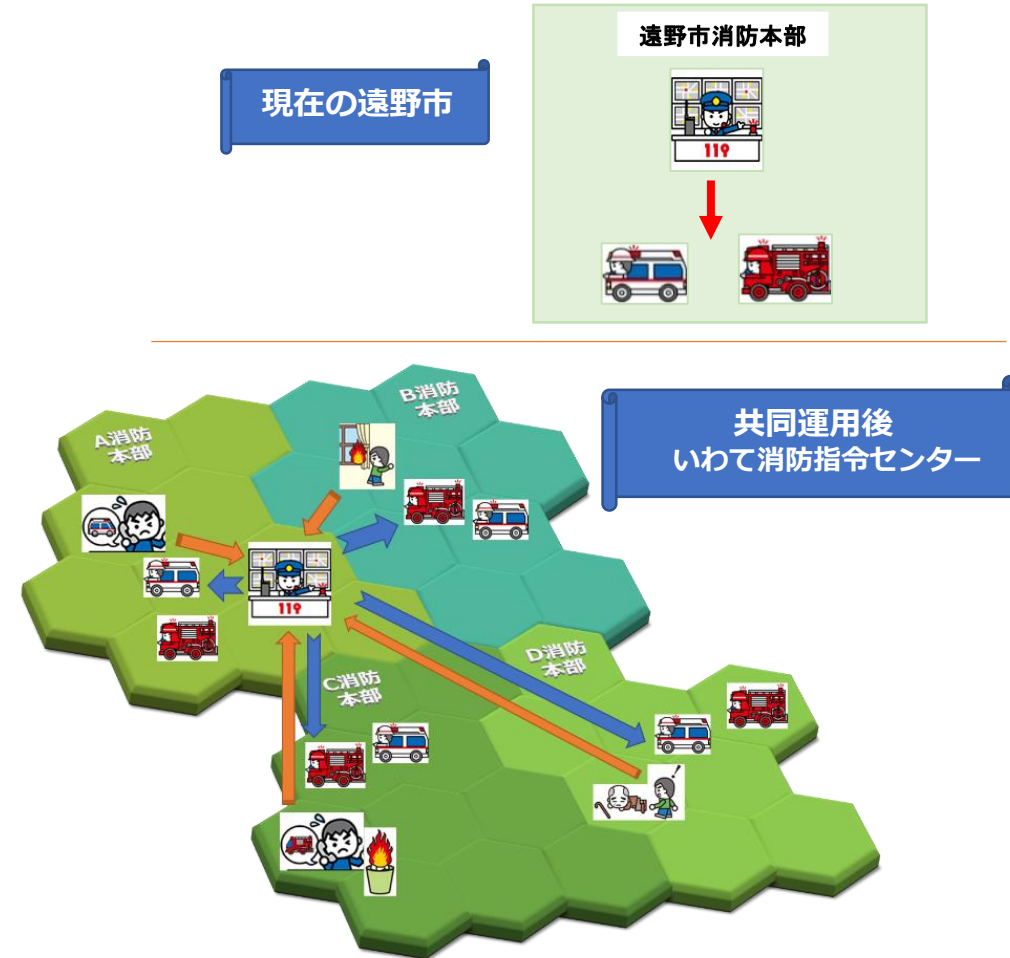 遠野市消防本部
現在の遠野市
119
共同運用後
いわて消防指令センター
B消防
本部
A消防
本部
119
D消防
本部
C消防
本部